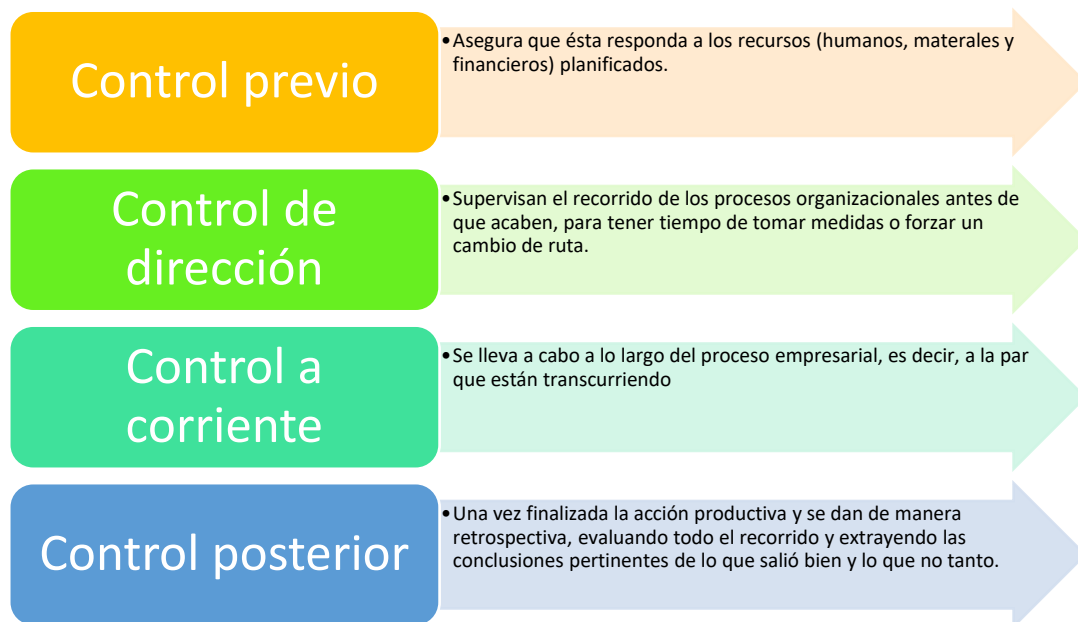 Control previo
•Asegura que ésta responda a los recursos (humanos, materales y
financieros) planificados.
Control de
dirección
•Supervisan el recorrido de los procesos organizacionales antes de
que acaben, para tener tiempo de tomar medidas o forzar un
cambio de ruta.
Control a
corriente
•Se lleva a cabo a lo largo del proceso empresarial, es decir, a la par
que están transcurriendo
Control posterior
•Una vez finalizada la acción productiva y se dan de manera
retrospectiva, evaluando todo el recorrido y extrayendo las
conclusiones pertinentes de lo que salió bien y lo que no tanto.